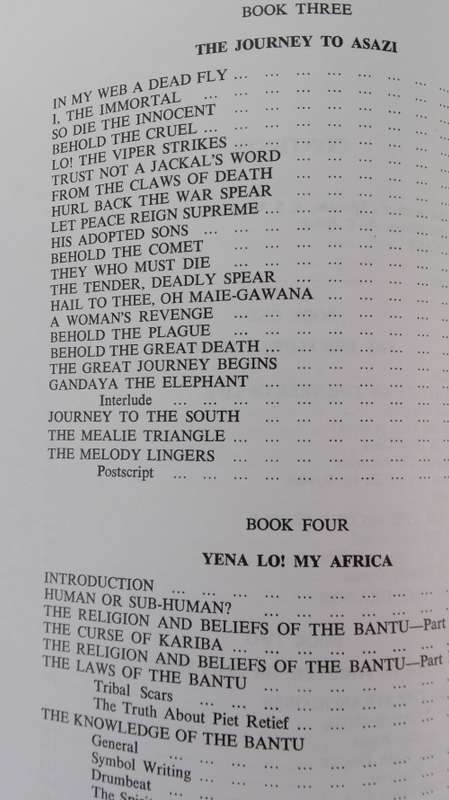 BOOK THREE
THE JOURNEY TO ASAZI
IN MY WEB A DEAD FLY ... ... ... ... ... ... ... ...
I, THE IMMORTAL ... ... ... ... ... ... ...
SO DIE THE INNOCENT ... ... ... ... ... ... ...
BEHOLD THE CRUEL ... ... ... ... ... ... ... ...
LO! THE VIPER STRIKES ... ... ... ... ... ... ...
TRUST NOT A JACKAL'S WORD ... ... ... ... ... ...
FROM THE CLAWS OF DEATH ... ... ... ... ... ...
HURL BACK THE WAR SPEAR ... ... ... ... ... ...
LET PEACE REIGN SUPREME ... ... ... ... ... ... ...
HIS ADOPTED SONS ... ... ... ... ... ... ... ...
BEHOLD THE COMET ... ... ... ... ... ... ...
THEY WHO MUST DIE ... ... ... ... ... ... ...
THE TENDER, DEADLY SPEAR ... ... ... ... ... ...
HAIL TO THEE, OH MAIE-GAWANA ... ... ... ...
A WOMAN'S REVENGE ... ... ... ... ... ... ...
BEHOLD THE PLAGUE ... ... ... ... ... ... ...
BEHOLD THE GREAT DEATH ... ... ... ... ... ... ...
THE GREAT JOURNEY BEGINS ... ... ... ... ... ...
GANDAYA THE ELEPHANT ... ... ... ... ... ...
Interlude ... ... ... ... ... ... ... ... ...
JOURNEY TO THE SOUTH ... ... ... ... ... ...
THE MEALIE TRIANGLE ... ... ... ... ... ... ...
THE MELODY LINGERS ... ... ... ... ... ... ...
Postscript ... ... ... ... ... ... ... ... ...
BOOK FOUR
YENA LO! MY AFRICA
INTRODUCTION ... ... ... ... ... ... ... ... ...
HUMAN OR SUB-HUMAN? ... ... ... ... ... ...
THE RELIGION AND BELIEFS OF THE BANTU—Part
THE CURSE OF KARIBA ... ... ... ... ... ... ...
THE RELIGION AND BELIEFS OF THE BANTU—Part
THE LAWS OF THE BANTU ... ... ... ... ... ...
Tribal Scars ... ... ... ... ... ... ... ...
The Truth About Piet Retief ... ... ... ... ...
THE KNOWLEDGE OF THE BANTU
General ... ... ... ... ... ... ... ...
Symbol Writing ... ... ... ... ... ... ...
Drumbeat ... ... ... ... ... ... ...
The